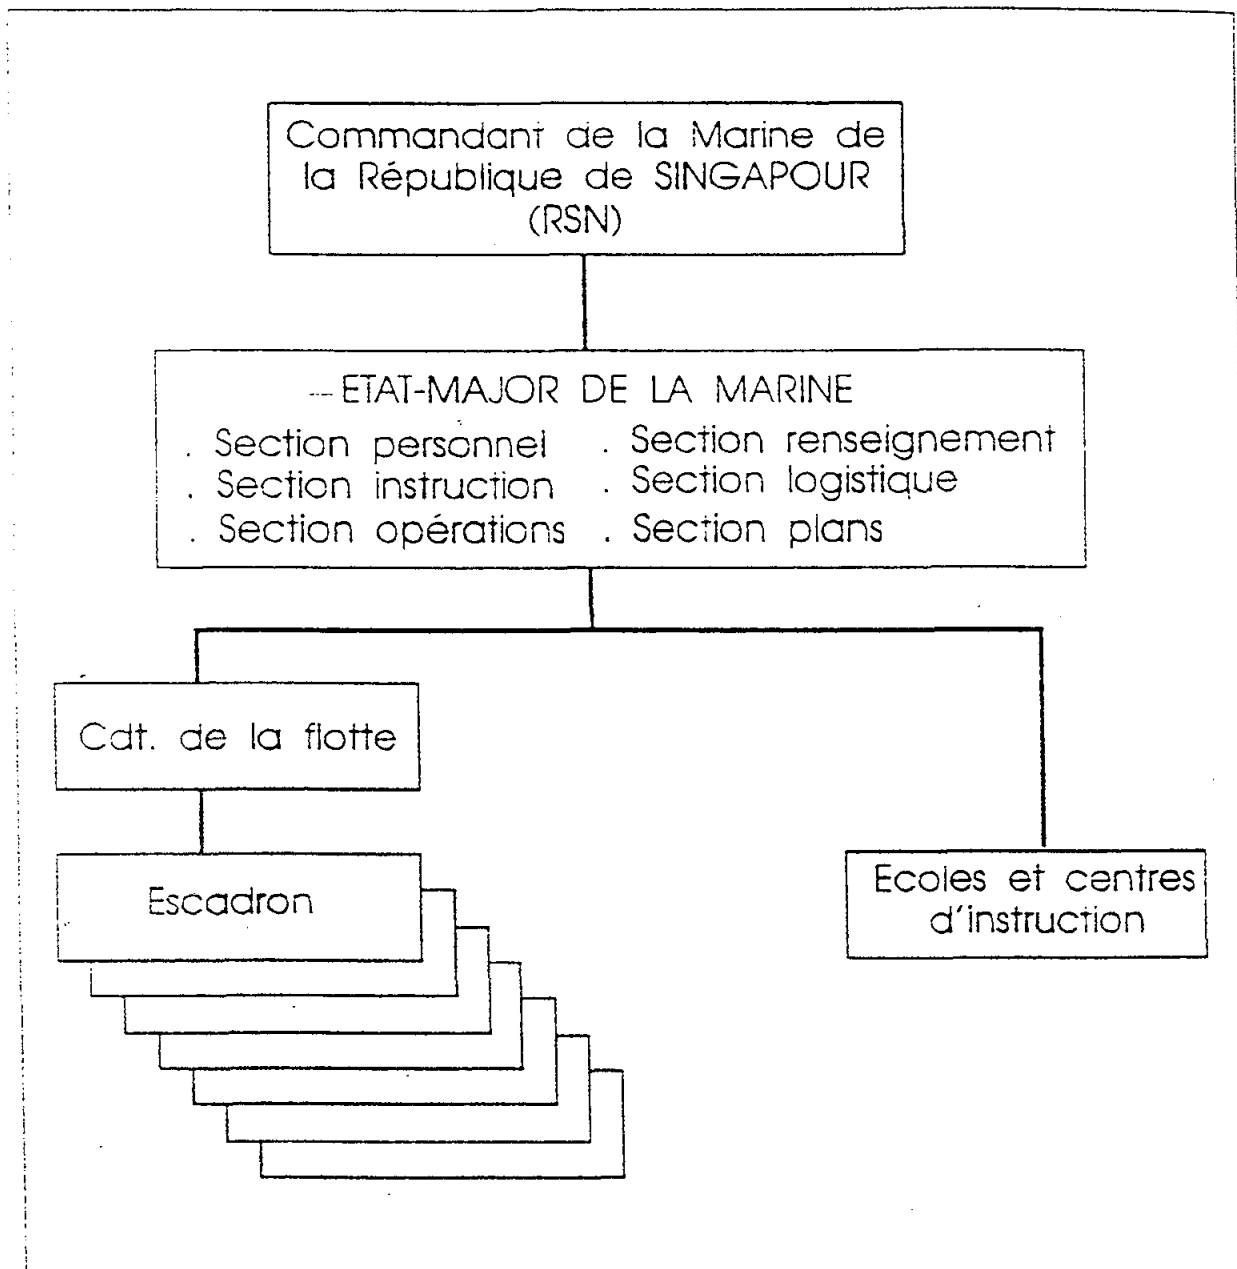 Commandant de la Marine de
la République de SINGAPOUR
(RSN)
ETAT-MAJOR DE LA MARINE
. Section personnel . Section renseignement
. Section instruction . Section logistique
. Section opérations . Section plans
Cdt. de la flotte
Escadron
Ecoles et centres
d'instruction